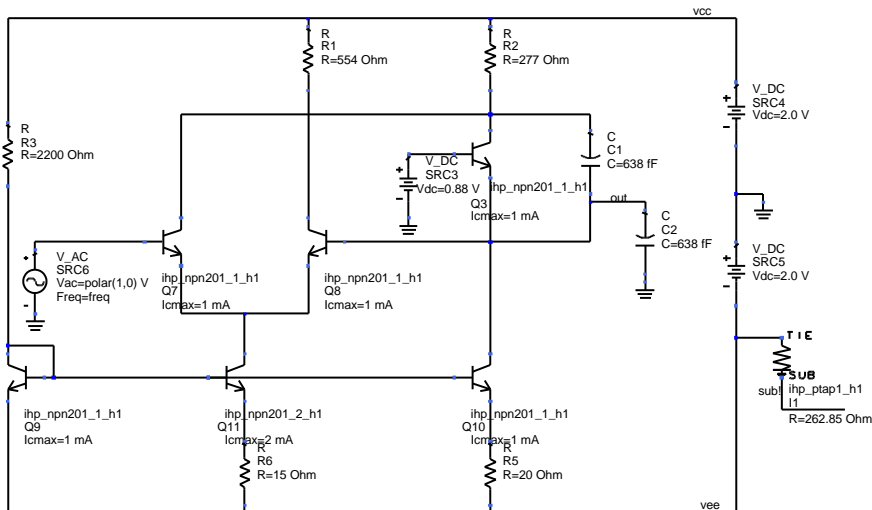 vcc
R
R1
R=554 Ohm
R
R2
R=277 Ohm
V_DC
SRC4
Vdc=2.0 V
R
R3
R=2200 Ohm
C
C1
C=638 fF
V_DC
SRC3
Vdc=0.88 V
ihp_npn201_1_h1
Q3
Icmax=1 mA
out
C
C2
C=638 fF
V_AC
SRC6
Vac=polar(1,0) V
Freq=freq
ihp_npn201_1_h1
Q7
Icmax=1 mA
ihp_npn201_1_h1
Q8
Icmax=1 mA
V_DC
SRC5
Vdc=2.0 V
TIE
SUB
sub!
ihp_ptap1_h1
I1
R=262.85 Ohm
ihp_npn201_1_h1
Q9
Icmax=1 mA
ihp_npn201_2_h1
Q11
Icmax=2 mA
R
R6
R=15 Ohm
ihp_npn201_1_h1
Q10
Icmax=1 mA
R
R5
R=20 Ohm
vee